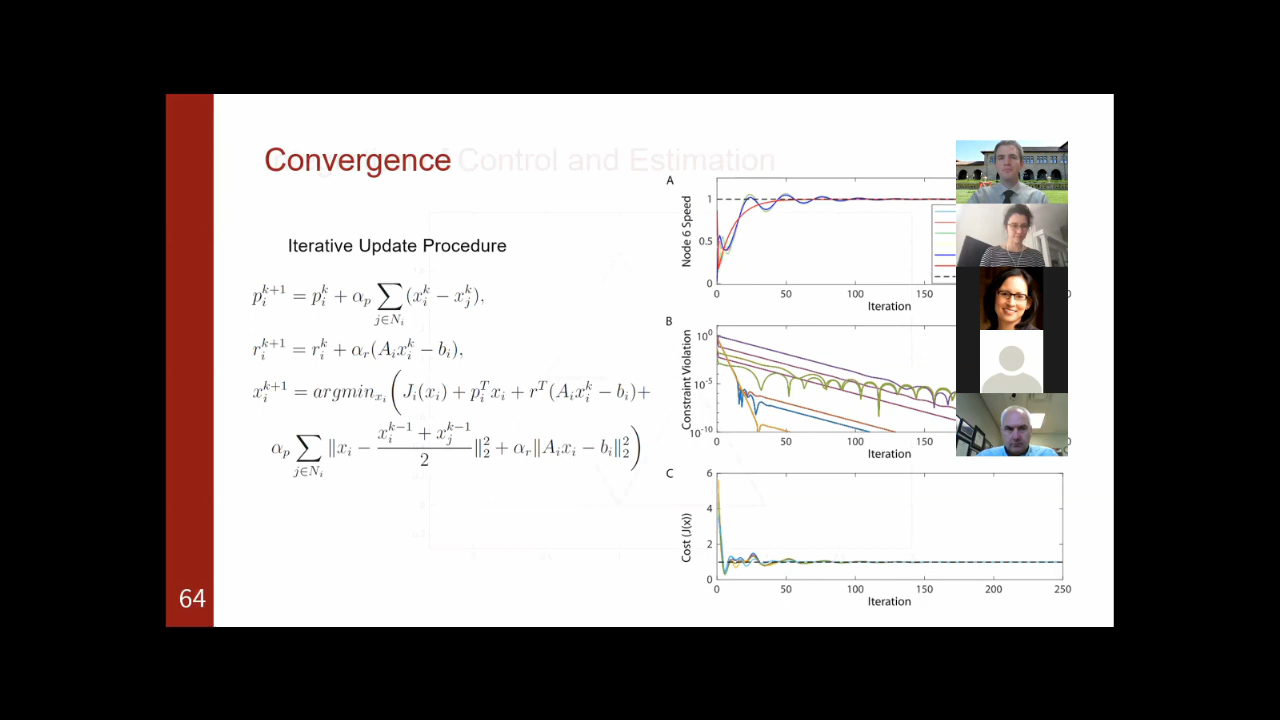 Convergence
Control and Estimation
Iterative Update Procedure
p_i^{k+1} = p_i^k + α_p ∑_{j∈N_i} (x_i^k − x_j^k),
r_i^{k+1} = r_i^k + α_r(A_i x_i^k − b_i),
x_i^{k+1} = argmin_{x_i} ( J_i(x_i) + p_i^T x_i + r^T(A_i x_i^k − b_i)+
α_p ∑_{j∈N_i} ‖x_i − \frac{x_i^{k−1} + x_j^{k−1}}{2}‖_2^2 + α_r‖A_i x_i − b_i‖_2^2 )
64
A
Node 6 Speed
1
0.5
0
0 50 100 150
Iteration
B
Constraint Violation
10^0
10^{-5}
10^{-10}
0 50 100 150
Iteration
C
Cost (J(x))
6
4
2
0
0 50 100 150 200 250
Iteration